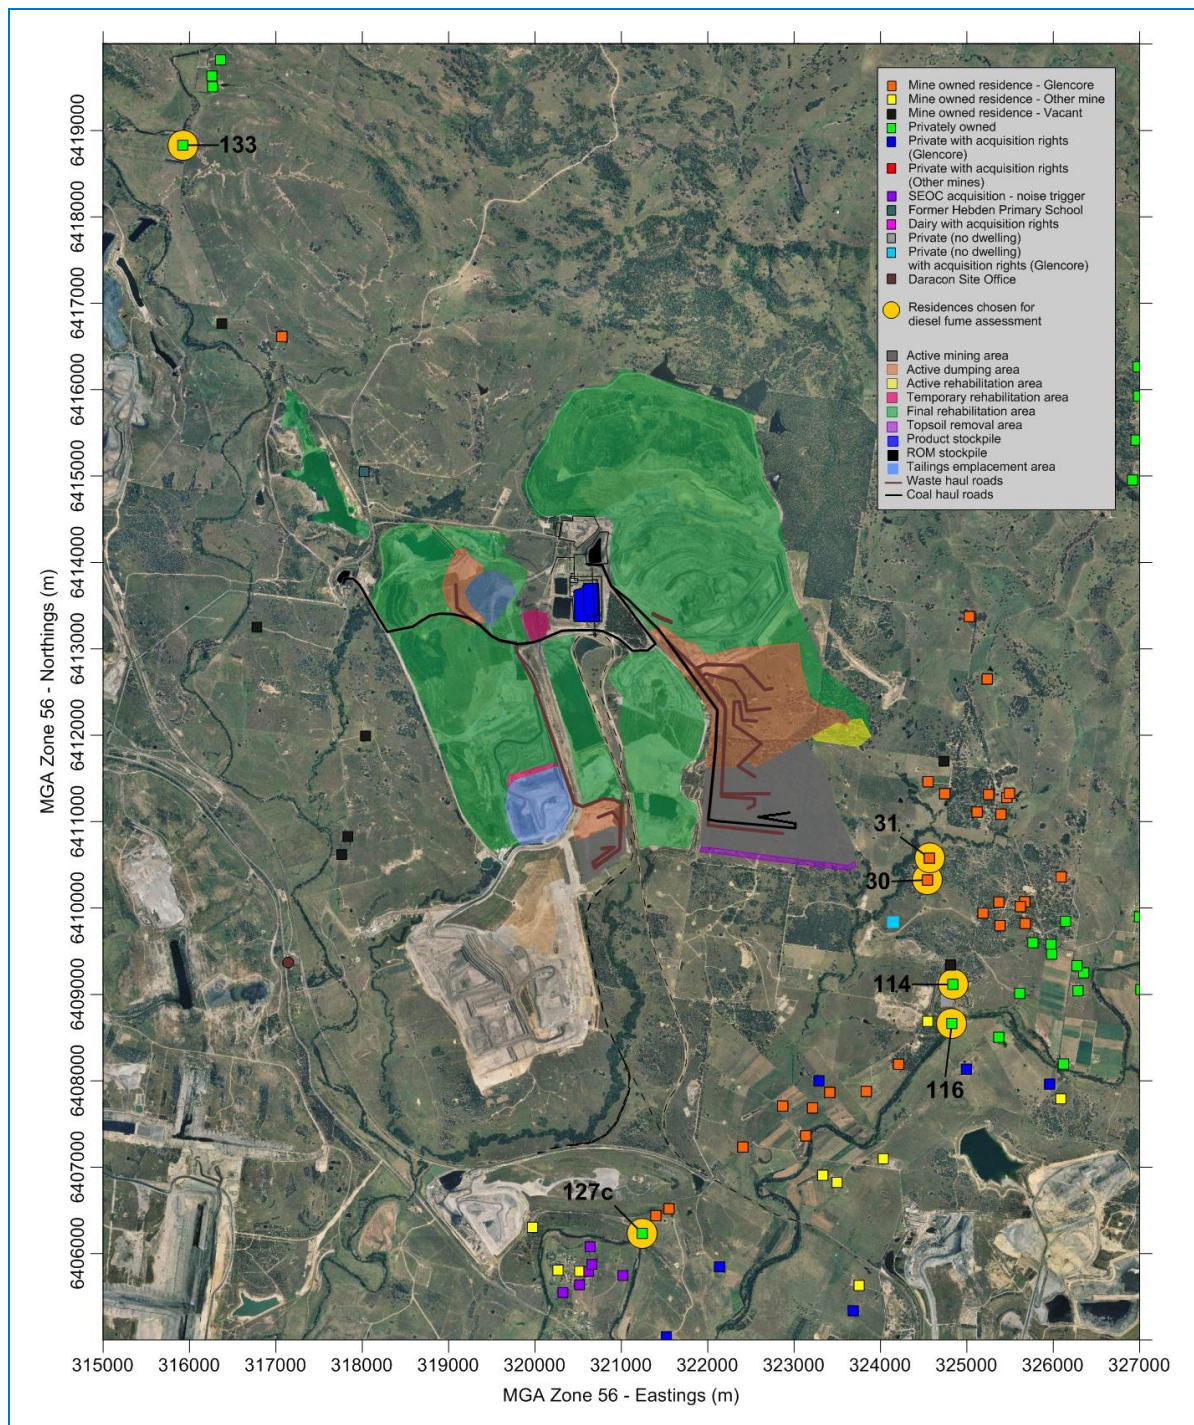 Mine owned residence - Glencore
Mine owned residence - Other mine
Mine owned residence - Vacant
Privately owned
Private with acquisition rights
(Glencore)
Private with acquisition rights
(Other mines)
SEOC acquisition - noise trigger
Former Hebden Primary School
Dairy with acquisition rights
Private (no dwelling)
Private (no dwelling)
with acquisition rights (Glencore)
Daracon Site Office
Residences chosen for
diesel fume assessment
Active mining area
Active dumping area
Active rehabilitation area
Temporary rehabilitation area
Final rehabilitation area
Topsoil removal area
Product stockpile
ROM stockpile
Tailings emplacement area
Waste haul roads
Coal haul roads
133
31
30
114
116
127c
MGA Zone 56 - Northings (m)
6419000
6418000
6417000
6416000
6415000
6414000
6413000
6412000
6411000
6410000
6409000
6408000
6407000
6406000
315000
316000
317000
318000
319000
320000
321000
322000
323000
324000
325000
326000
327000
MGA Zone 56 - Eastings (m)